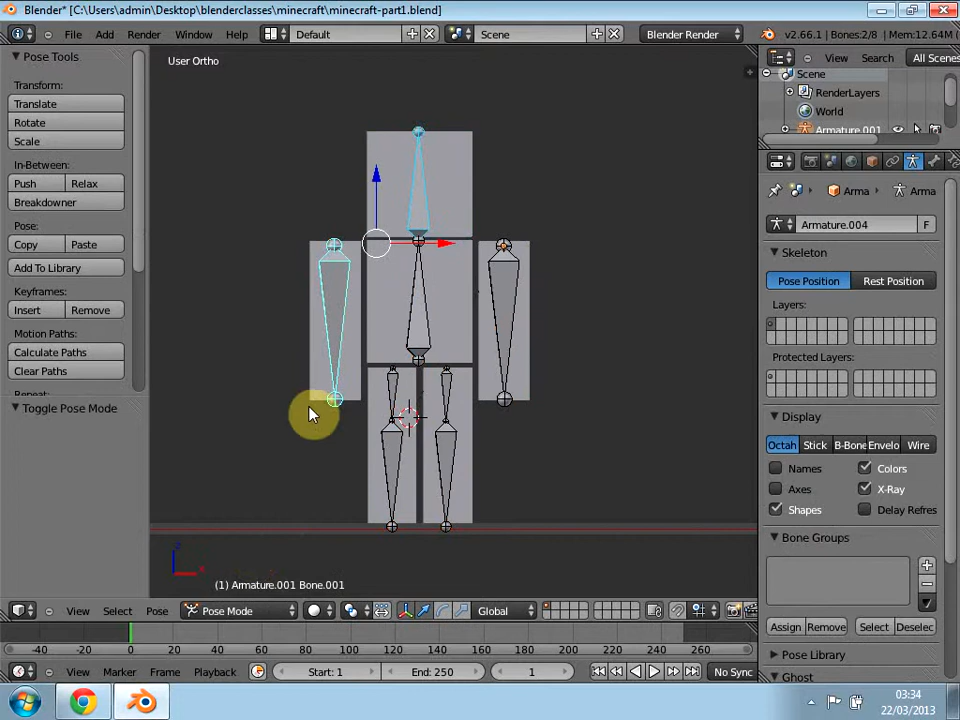 Blender* [C:\Users\admin\Desktop\blenderclasses\minecraft\minecraft-part1.blend]
File Add Render Window Help Default Scene Blender Render v2.66.1 | Bones:2/8 | Mem:12.64M
Pose Tools
User Ortho
View Search All Scenes
Scene
RenderLayers
World
Armature.001
Transform:
Translate
Rotate
Scale
In-Between:
Push Relax
Breakdowner
Pose:
Copy Paste
Add To Library
Keyframes:
Insert Remove
Motion Paths:
Calculate Paths
Clear Paths
Toggle Pose Mode
Arma Arma
Armature.004 F
Skeleton
Pose Position Rest Position
Layers:
Protected Layers:
Display
Octah Stick B-Bone Envelo Wire
Names Colors
Axes X-Ray
Shapes Delay Refres
Bone Groups
Assign Remove Select Deselec
Pose Library
Ghost
(1) Armature.001 Bone.001
View Select Pose Pose Mode Global
-40 -20 0 20 40 60 80 100 120 140 160 180 200 220 240 260
View Marker Frame Playback Start: 1 End: 250 1 No Sync
03:34
22/03/2013